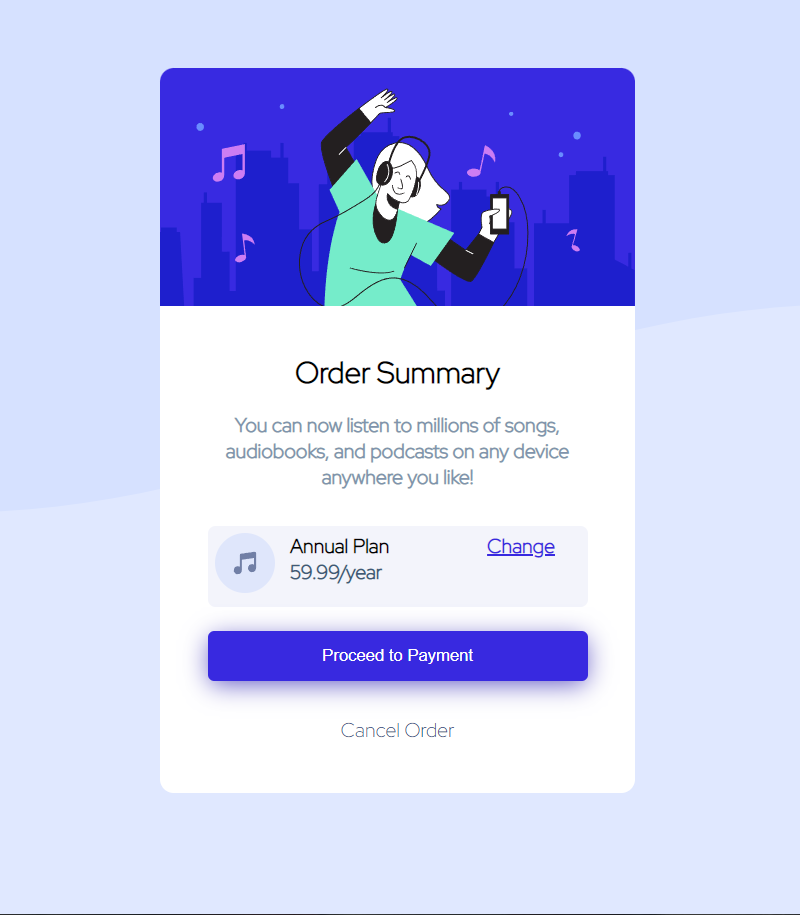 Order Summary
You can now listen to millions of songs,
audiobooks, and podcasts on any device
anywhere you like!
Annual Plan
Change
59.99/year
Proceed to Payment
Cancel Order